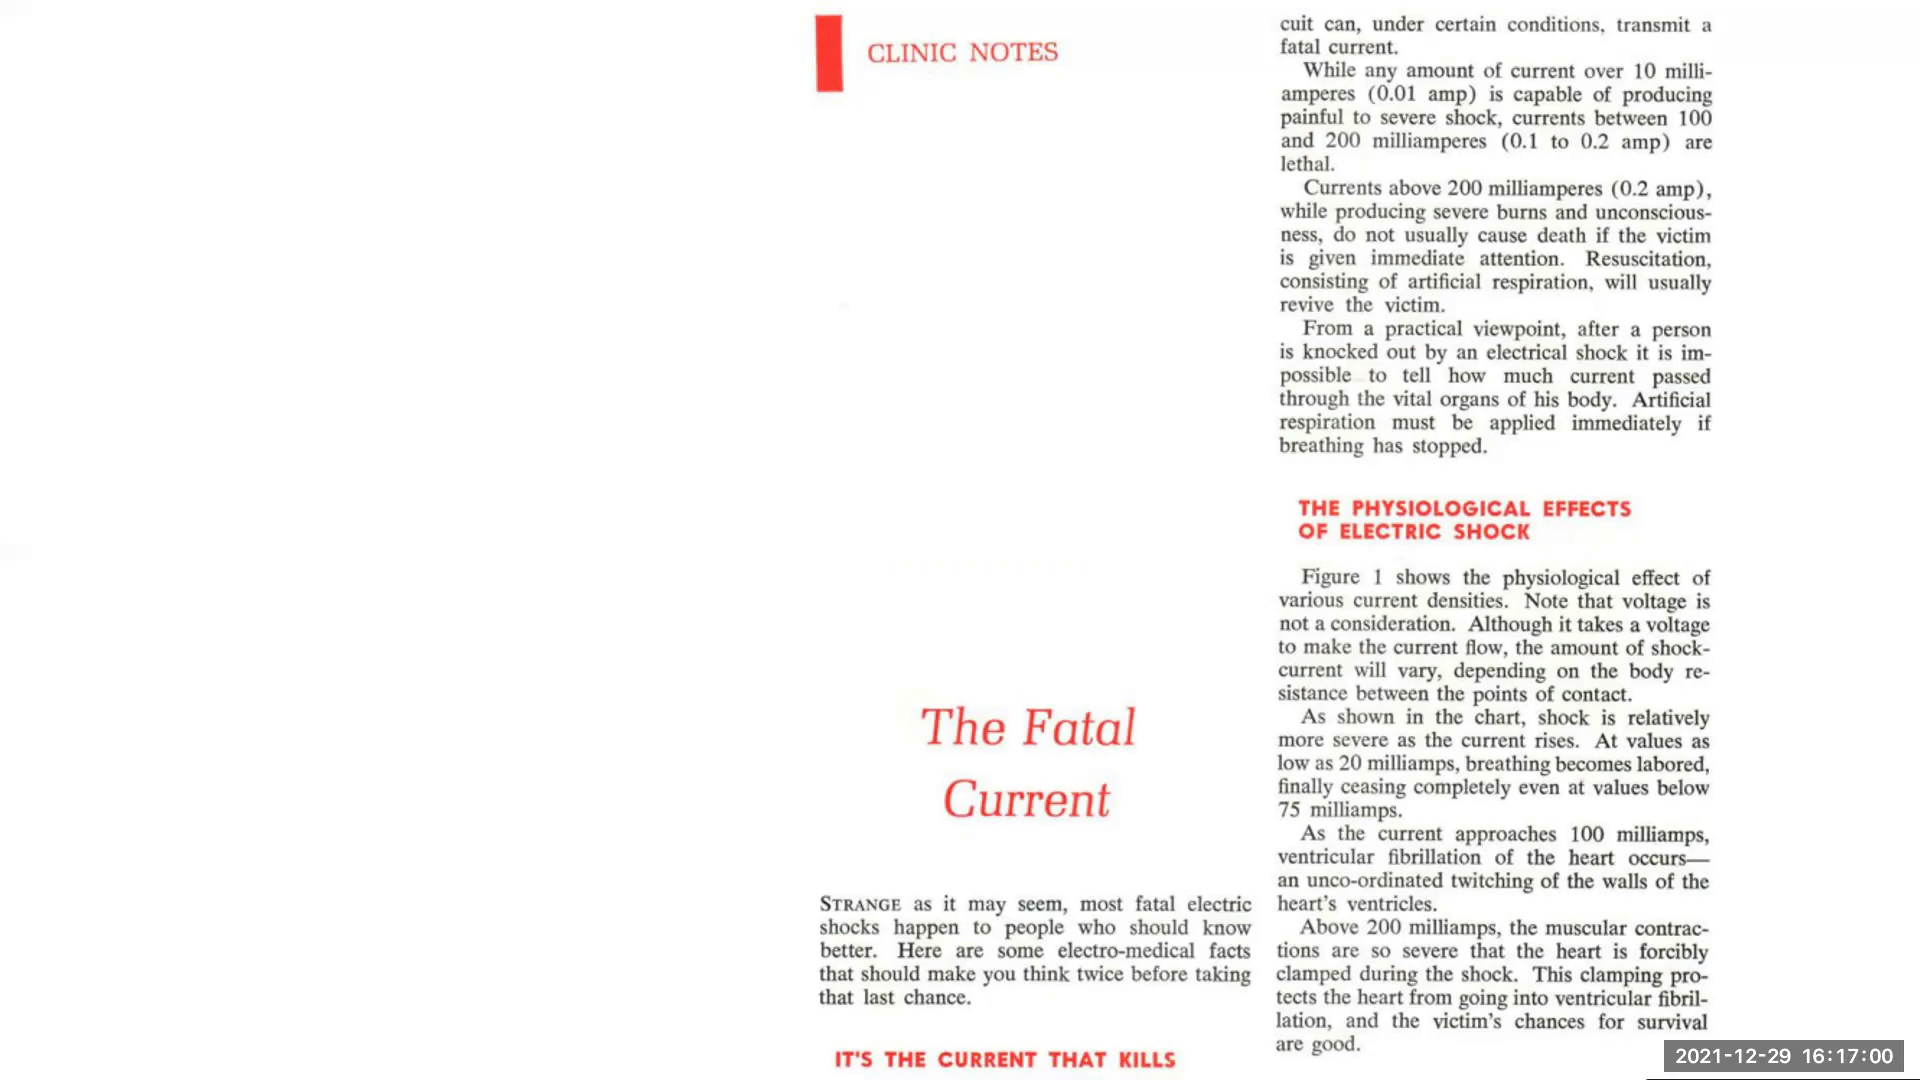 CLINIC NOTES
The Fatal
Current
STRANGE as it may seem, most fatal electric
shocks happen to people who should know
better. Here are some electro-medical facts
that should make you think twice before taking
that last chance.
IT'S THE CURRENT THAT KILLS
cuit can, under certain conditions, transmit a
fatal current.
While any amount of current over 10 milli-
amperes (0.01 amp) is capable of producing
painful to severe shock, currents between 100
and 200 milliamperes (0.1 to 0.2 amp) are
lethal.
Currents above 200 milliamperes (0.2 amp),
while producing severe burns and unconscious-
ness, do not usually cause death if the victim
is given immediate attention. Resuscitation,
consisting of artificial respiration, will usually
revive the victim.
From a practical viewpoint, after a person
is knocked out by an electrical shock it is im-
possible to tell how much current passed
through the vital organs of his body. Artificial
respiration must be applied immediately if
breathing has stopped.
THE PHYSIOLOGICAL EFFECTS
OF ELECTRIC SHOCK
Figure 1 shows the physiological effect of
various current densities. Note that voltage is
not a consideration. Although it takes a voltage
to make the current flow, the amount of shock-
current will vary, depending on the body re-
sistance between the points of contact.
As shown in the chart, shock is relatively
more severe as the current rises. At values as
low as 20 milliamps, breathing becomes labored,
finally ceasing completely even at values below
75 milliamps.
As the current approaches 100 milliamps,
ventricular fibrillation of the heart occurs—
an unco-ordinated twitching of the walls of the
heart's ventricles.
Above 200 milliamps, the muscular contrac-
tions are so severe that the heart is forcibly
clamped during the shock. This clamping pro-
tects the heart from going into ventricular fibril-
lation, and the victim's chances for survival
are good.
2021-12-29 16:17:00